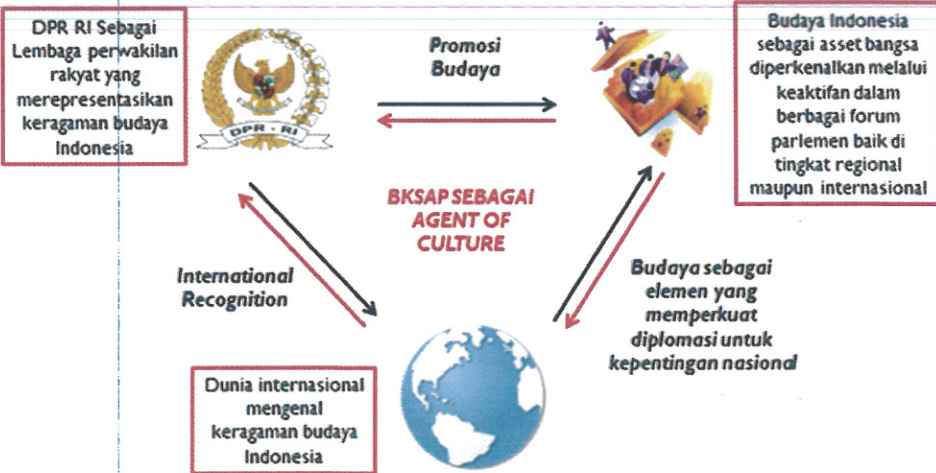 DPR RI Sebagai
Lembaga perwakilan
rakyat yang
merepresentasikan
keragaman budaya
Indonesia
DPR - RI
Promosi
Budaya
Budaya Indonesia
sebagai asset bangsa
diperkenalkan melalui
keaktifan dalam
berbagai forum
parlemen baik di
tingkat regional
maupun internasional
BKSAP SEBAGAI
AGENT OF
CULTURE
International
Recognition
Budaya sebagai
elemen yang
memperkuat
diplomasi untuk
kepentingan nasional
Dunia internasional
mengenal
keragaman budaya
Indonesia